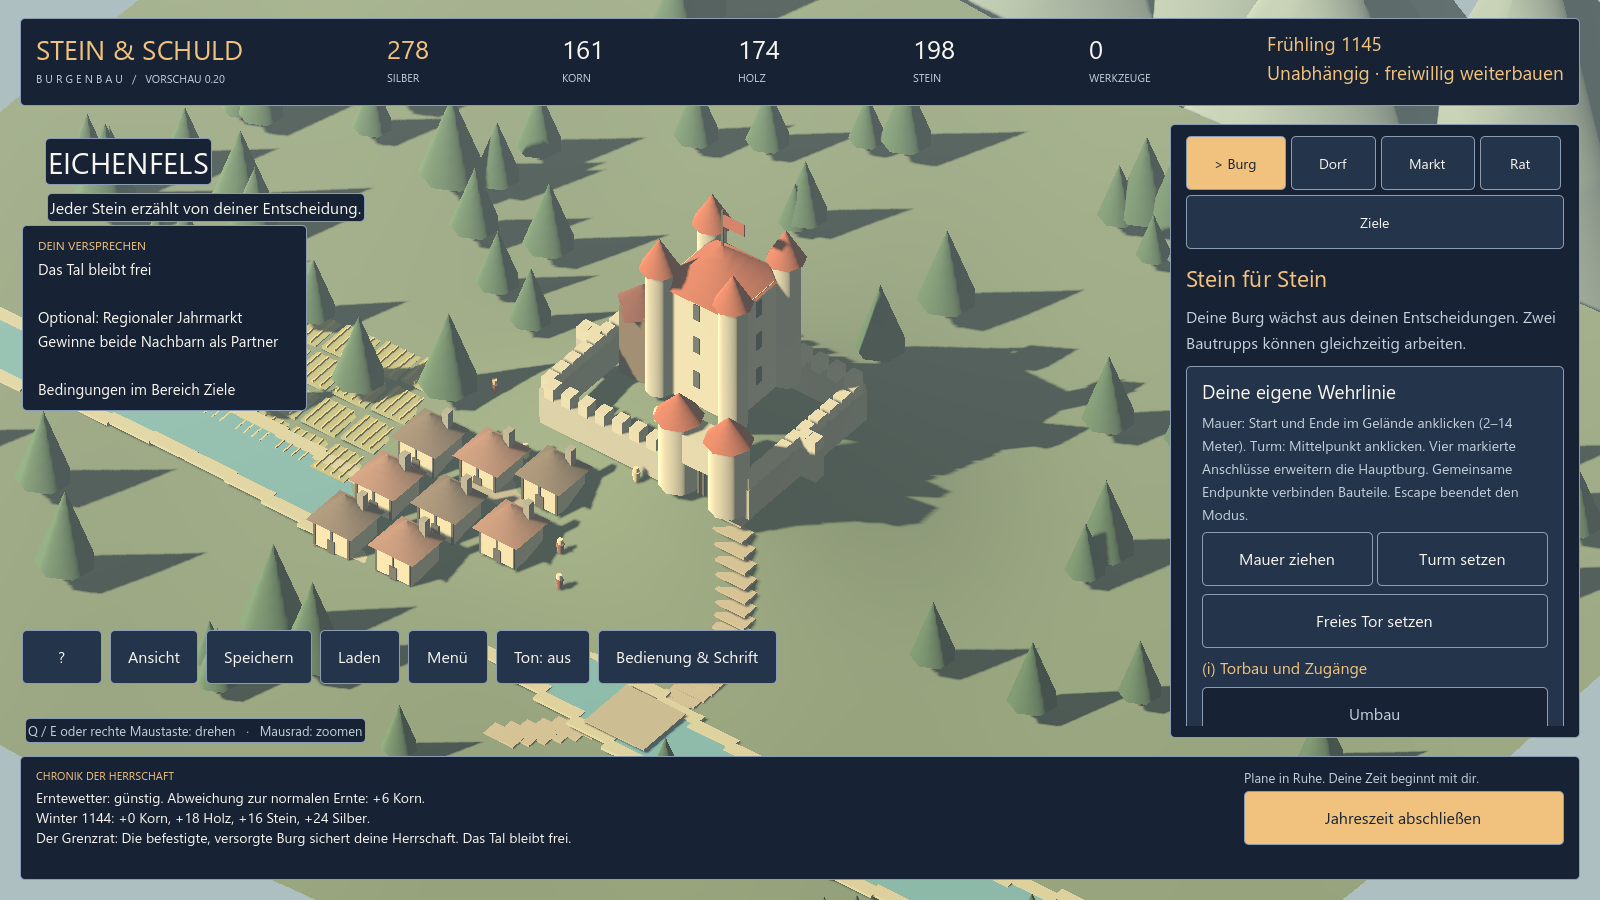 STEIN & SCHULD
BURGENBAU / VORSCHAU 0.20
278
SILBER
161
KORN
174
HOLZ
198
STEIN
0
WERKZEUGE
Frühling 1145
Unabhängig · freiwillig weiterbauen
EICHENFELS
Jeder Stein erzählt von deiner Entscheidung.
DEIN VERSPRECHEN
Das Tal bleibt frei
Optional: Regionaler Jahrmarkt
Gewinne beide Nachbarn als Partner
Bedingungen im Bereich Ziele
> Burg
Dorf
Markt
Rat
Ziele
Stein für Stein
Deine Burg wächst aus deinen Entscheidungen. Zwei
Bautrupps können gleichzeitig arbeiten.
Deine eigene Wehrlinie
Mauer: Start und Ende im Gelände anklicken (2–14
Meter). Turm: Mittelpunkt anklicken. Vier markierte
Anschlüsse erweitern die Hauptburg. Gemeinsame
Endpunkte verbinden Bauteile. Escape beendet den
Modus.
Mauer ziehen
Turm setzen
Freies Tor setzen
(i) Torbau und Zugänge
Umbau
?
Ansicht
Speichern
Laden
Menü
Ton: aus
Bedienung & Schrift
Q / E oder rechte Maustaste: drehen · Mausrad: zoomen
CHRONIK DER HERRSCHAFT
Erntewetter: günstig. Abweichung zur normalen Ernte: +6 Korn.
Winter 1144: +0 Korn, +18 Holz, +16 Stein, +24 Silber.
Der Grenzrat: Die befestigte, versorgte Burg sichert deine Herrschaft. Das Tal bleibt frei.
Plane in Ruhe. Deine Zeit beginnt mit dir.
Jahreszeit abschließen